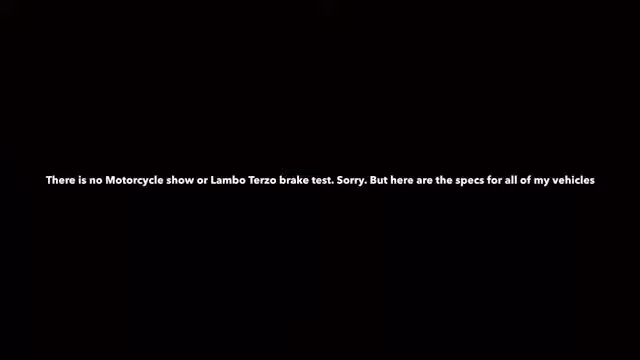 There is no Motorcycle show or Lambo Terzo brake test. Sorry. But here are the specs for all of my vehicles